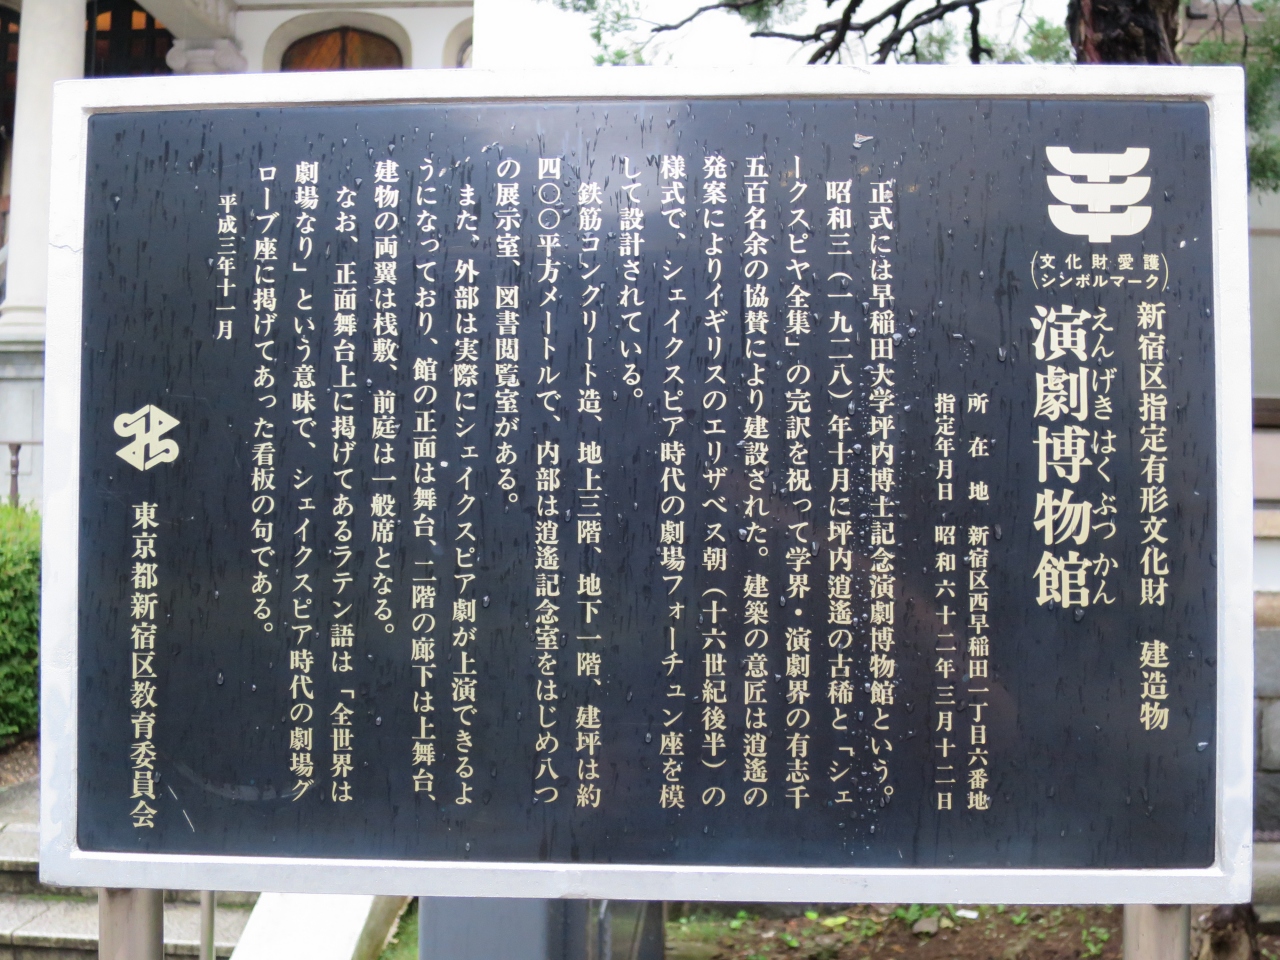 (文化財愛護
シンボルマーク)
新宿区指定有形文化財 建造物
えんげきはくぶつかん
演劇博物館
所在地 新宿区西早稲田一丁目六番地
指定年月日 昭和六十二年三月十二日
正式には早稲田大学坪内博士記念演劇博物館という。
昭和三(一九二八)年十月に坪内逍遙の古稀と「シェ
ークスピヤ全集」の完訳を祝って学界・演劇界の有志千
五百名余の協賛により建設された。建築の意匠は逍遙の
発案によりイギリスのエリザベス朝(十六世紀後半)の
様式で、シェイクスピア時代の劇場フォーチュン座を模
して設計されている。
鉄筋コンクリート造、地上三階、地下一階、建坪は約
四〇〇平方メートルで、内部は逍遙記念室をはじめ八つ
の展示室、図書閲覧室がある。
また、外部は実際にシェイクスピア劇が上演できるよ
うになっており、館の正面は舞台、二階の廊下は上舞台、
建物の両翼は桟敷、前庭は一般席となる。
なお、正面舞台上に掲げてあるラテン語は「全世界は
劇場なり」という意味で、シェイクスピア時代の劇場グ
ローブ座に掲げてあった看板の句である。
平成三年十一月
東京都新宿区教育委員会